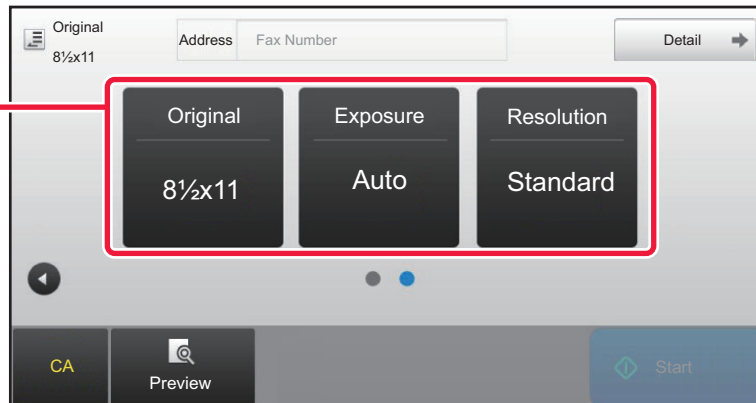 Original
8½x11
Address Fax Number
Detail
Original Exposure Resolution
8½x11 Auto Standard
CA
Preview
Start